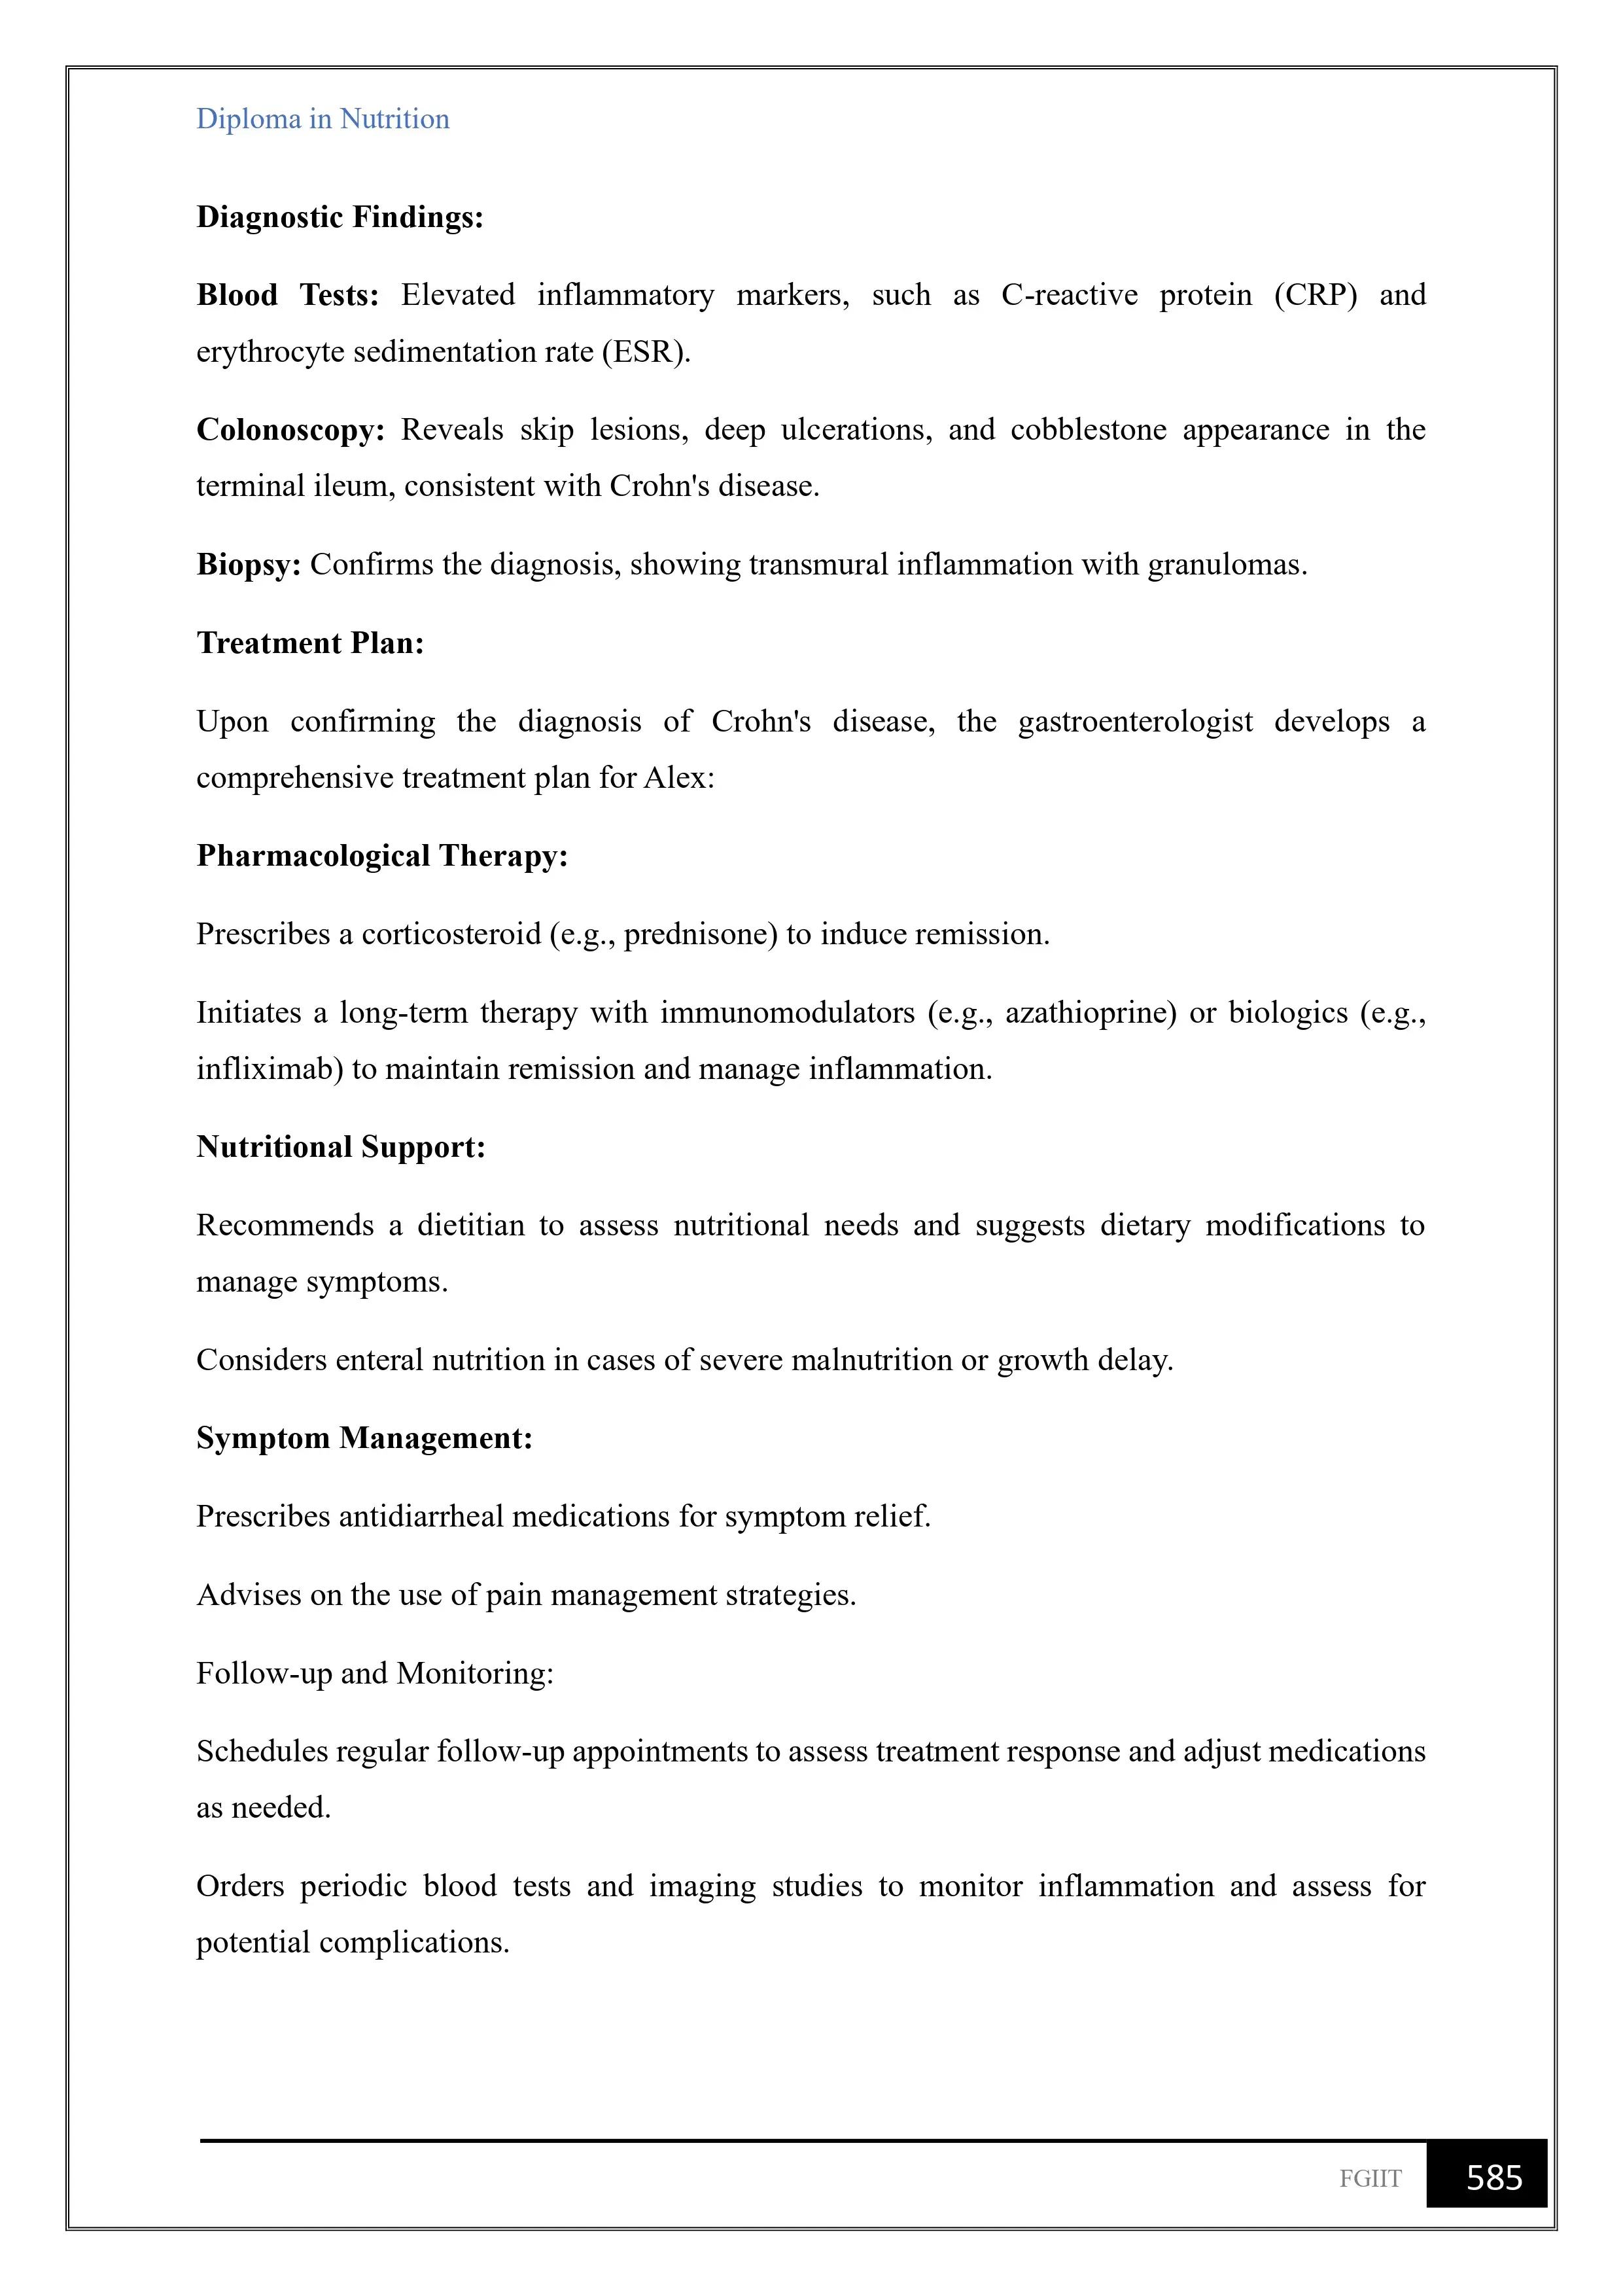 Diploma in Nutrition
Diagnostic Findings:
Blood Tests: Elevated inflammatory markers, such as C-reactive protein (CRP) and
erythrocyte sedimentation rate (ESR).
Colonoscopy: Reveals skip lesions, deep ulcerations, and cobblestone appearance in the
terminal ileum, consistent with Crohn's disease.
Biopsy: Confirms the diagnosis, showing transmural inflammation with granulomas.
Treatment Plan:
Upon confirming the diagnosis of Crohn's disease, the gastroenterologist develops a
comprehensive treatment plan for Alex:
Pharmacological Therapy:
Prescribes a corticosteroid (e.g., prednisone) to induce remission.
Initiates a long-term therapy with immunomodulators (e.g., azathioprine) or biologics (e.g.,
infliximab) to maintain remission and manage inflammation.
Nutritional Support:
Recommends a dietitian to assess nutritional needs and suggests dietary modifications to
manage symptoms.
Considers enteral nutrition in cases of severe malnutrition or growth delay.
Symptom Management:
Prescribes antidiarrheal medications for symptom relief.
Advises on the use of pain management strategies.
Follow-up and Monitoring:
Schedules regular follow-up appointments to assess treatment response and adjust medications
as needed.
Orders periodic blood tests and imaging studies to monitor inflammation and assess for
potential complications.
FGIIT 585